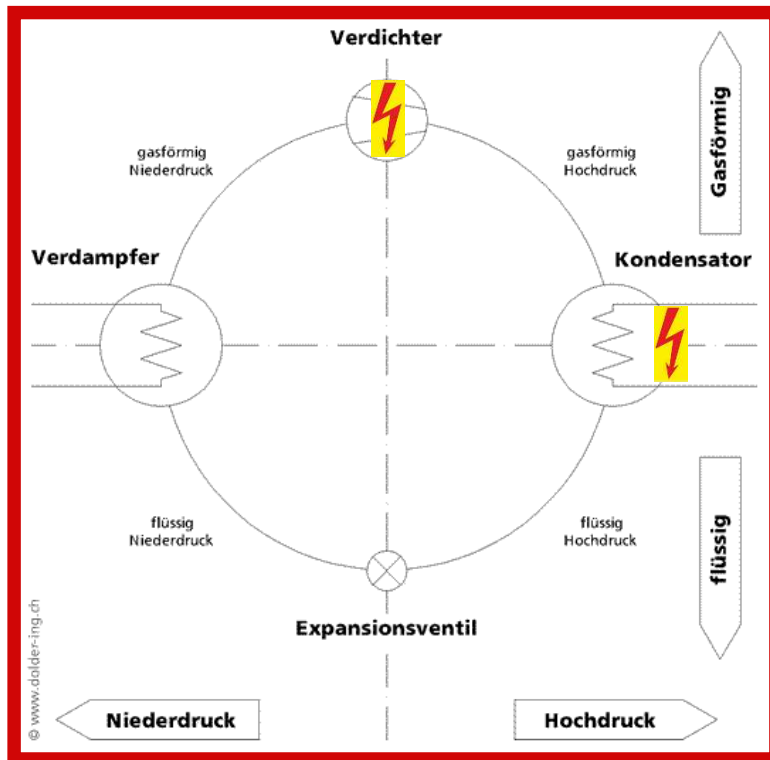 Verdichter
gasförmig
Niederdruck
gasförmig
Hochdruck
Gasförmig
Verdampfer
Kondensator
flüssig
Niederdruck
flüssig
Hochdruck
flüssig
Expansionsventil
© www.dolder-ing.ch
Niederdruck
Hochdruck